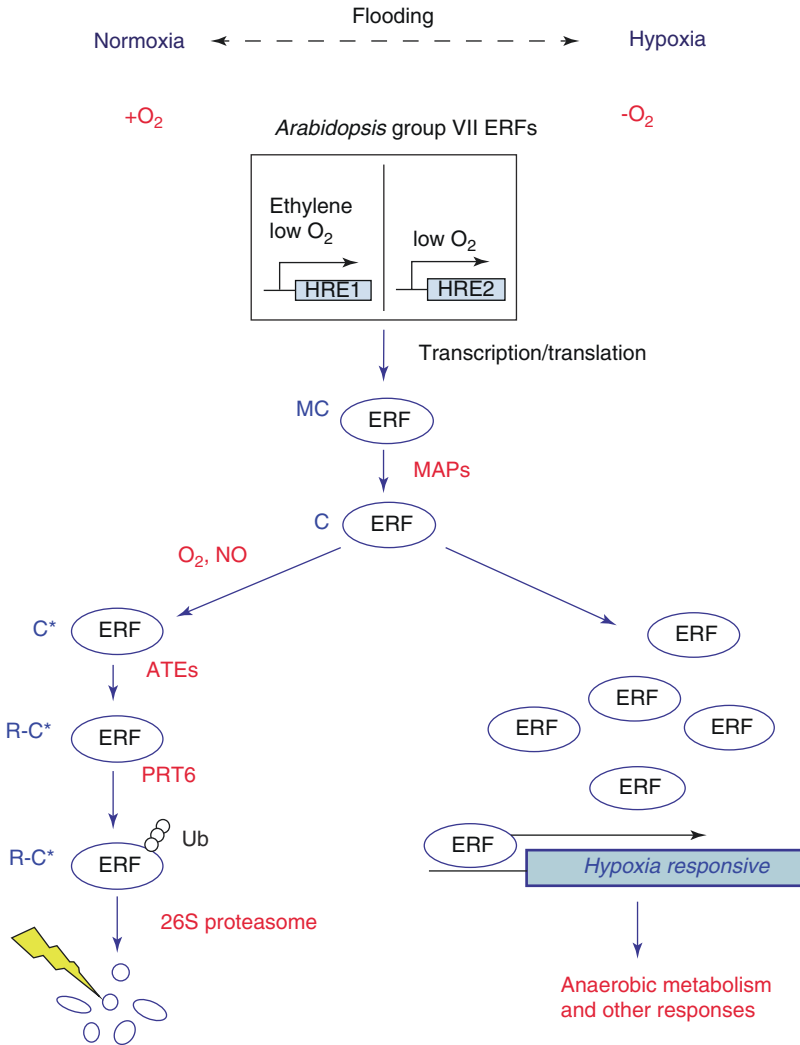 Flooding
Normoxia
Hypoxia
+O₂
-O₂
Arabidopsis group VII ERFs
Ethylene
low O₂
HRE1
low O₂
HRE2
Transcription/translation
MC
ERF
MAPs
C
ERF
O₂, NO
C*
ERF
ATEs
R-C*
ERF
PRT6
R-C*
ERF
Ub
26S proteasome
ERF
ERF
ERF
ERF
ERF
ERF
Hypoxia responsive
Anaerobic metabolism
and other responses